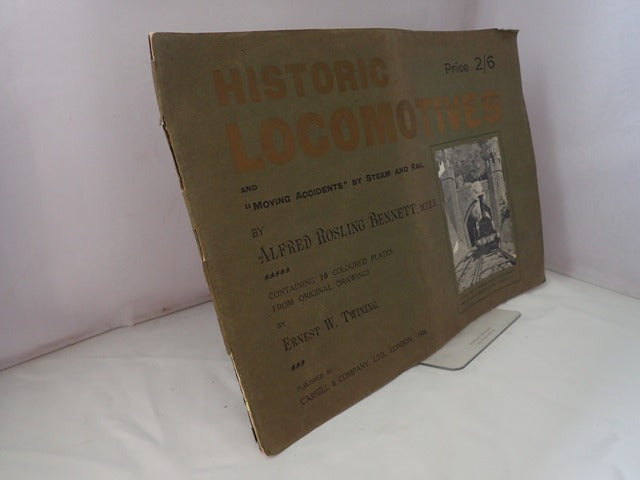 HISTORIC
Price 2/6
LOCOMOTIVES
AND
"MOVING ACCIDENTS" BY STEAM AND RAIL
BY
ALFRED ROSLING BENNETT,
CONTAINING 10 COLOURED PLATES
FROM ORIGINAL DRAWINGS
BY
ERNEST W. TWINING.
PUBLISHED BY
CASSELL & COMPANY, LTD., LONDON,